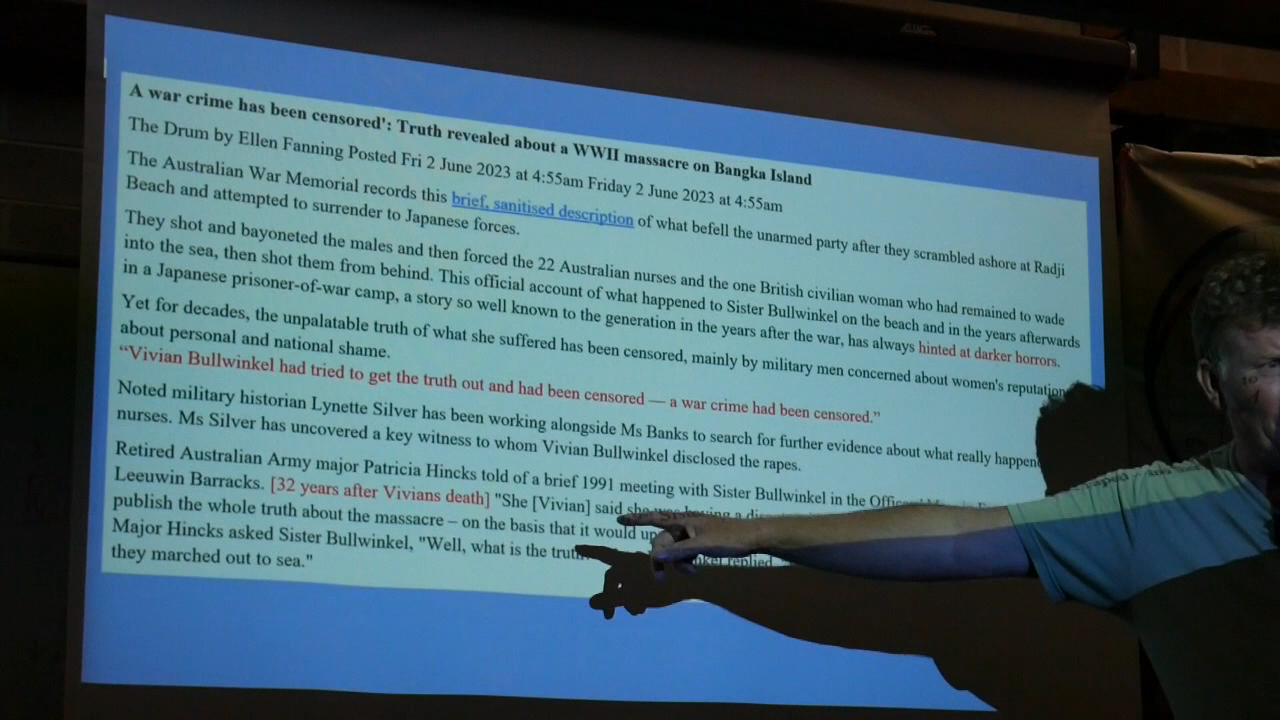 A war crime has been censored': Truth revealed about a WWII massacre on Bangka Island
The Drum by Ellen Fanning Posted Fri 2 June 2023 at 4:55am Friday 2 June 2023 at 4:55am
The Australian War Memorial records this brief, sanitised description of what befell the unarmed party after they scrambled ashore at Radji
Beach and attempted to surrender to Japanese forces.
They shot and bayoneted the males and then forced the 22 Australian nurses and the one British civilian woman who had remained to wade
into the sea, then shot them from behind. This official account of what happened to Sister Bullwinkel on the beach and in the years afterwards
in a Japanese prisoner-of-war camp, a story so well known to the generation in the years after the war, has always hinted at darker horrors.
Yet for decades, the unpalatable truth of what she suffered has been censored, mainly by military men concerned about women's reputation
about personal and national shame.
“Vivian Bullwinkel had tried to get the truth out and had been censored — a war crime had been censored.”
Noted military historian Lynette Silver has been working alongside Ms Banks to search for further evidence about what really happene
nurses. Ms Silver has uncovered a key witness to whom Vivian Bullwinkel disclosed the rapes.
Retired Australian Army major Patricia Hincks told of a brief 1991 meeting with Sister Bullwinkel in the
Leeuwin Barracks. [32 years after Vivians death] "She [Vivian] said she was having a
publish the whole truth about the massacre – on the basis that it would up
Major Hincks asked Sister Bullwinkel, "Well, what is the trut replied
they marched out to sea."